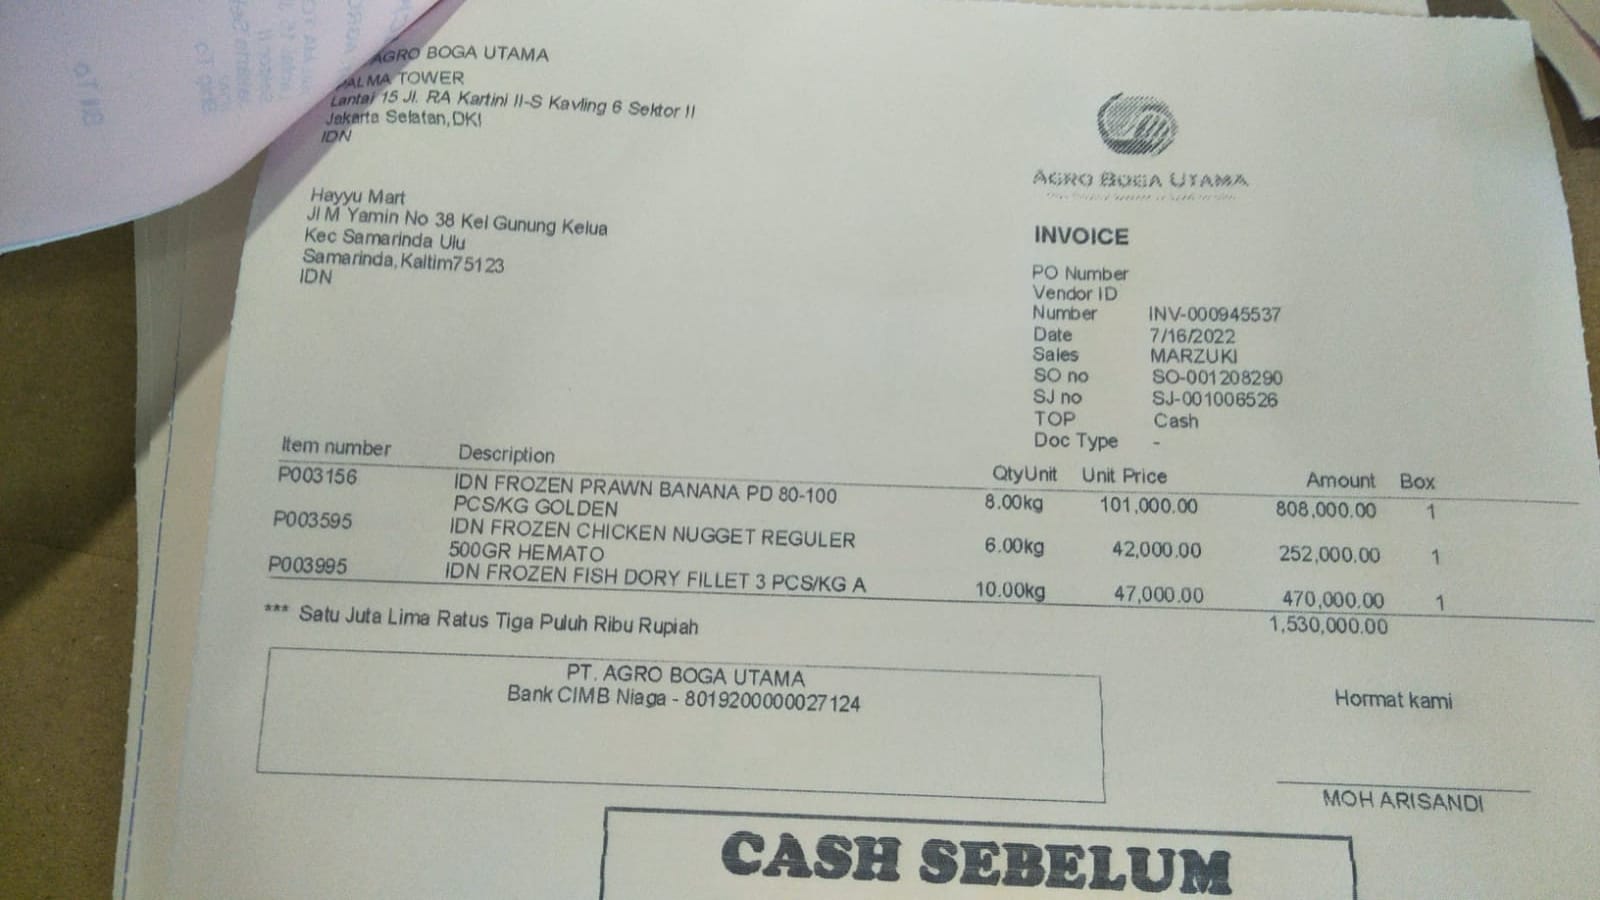 AGRO BOGA UTAMA
PALMA TOWER
Lantai 15 Jl. RA Kartini II-S Kavling 6 Sektor II
Jakarta Selatan,DKI
IDN
Hayyu Mart
Jl M Yamin No 38 Kel Gunung Kelua
Kec Samarinda Ulu
Samarinda,Kaltim75123
IDN
AGRO BOGA UTAMA
INVOICE
PO Number
Vendor ID
Number INV-000945537
Date 7/16/2022
Sales MARZUKI
SO no SO-001208290
SJ no SJ-001006526
TOP Cash
Doc Type -
Item number Description QtyUnit Unit Price Amount Box
P003156 IDN FROZEN PRAWN BANANA PD 80-100 8.00kg 101,000.00 808,000.00 1
PCS/KG GOLDEN
P003595 IDN FROZEN CHICKEN NUGGET REGULER 6.00kg 42,000.00 252,000.00 1
500GR HEMATO
P003995 IDN FROZEN FISH DORY FILLET 3 PCS/KG A 10.00kg 47,000.00 470,000.00 1
*** Satu Juta Lima Ratus Tiga Puluh Ribu Rupiah 1,530,000.00
PT. AGRO BOGA UTAMA
Bank CIMB Niaga - 8019200000027124
Hormat kami
MOH ARISANDI
CASH SEBELUM